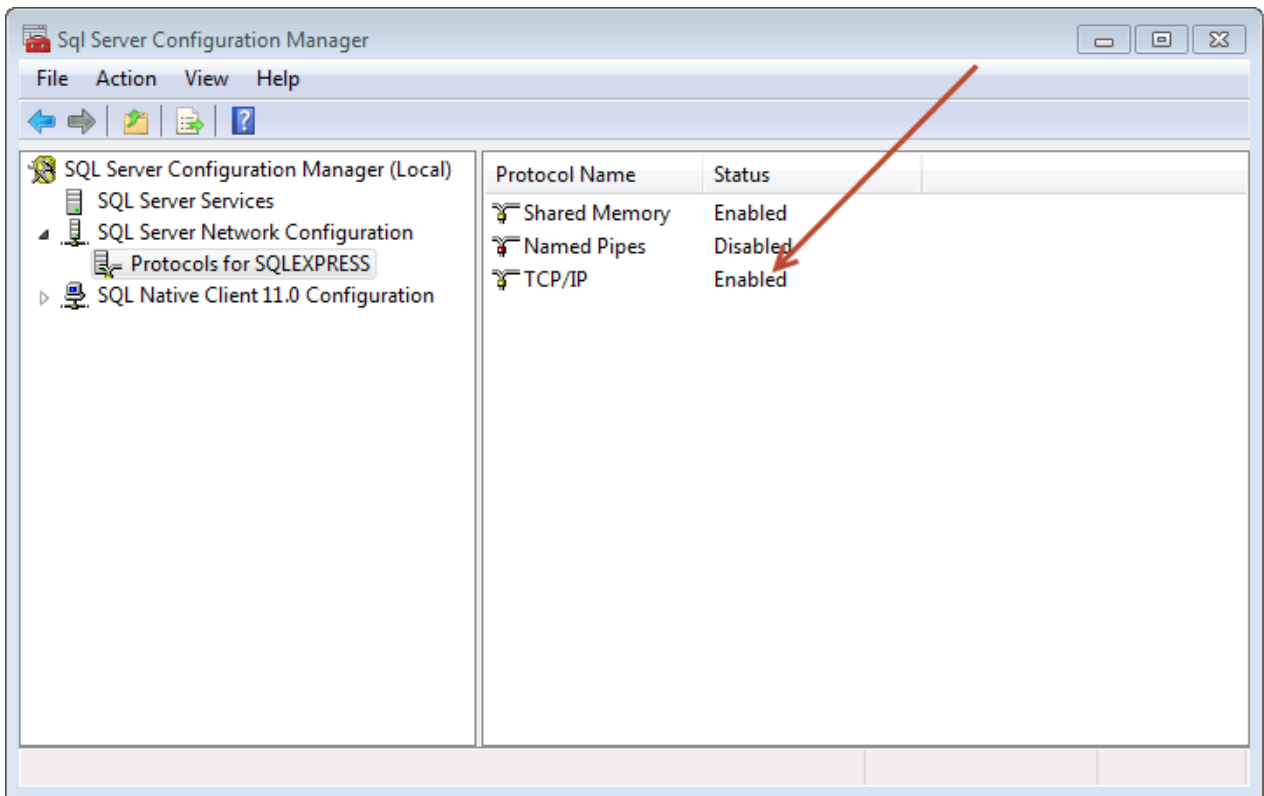 Sql Server Configuration Manager
File Action View Help
SQL Server Configuration Manager (Local)
SQL Server Services
SQL Server Network Configuration
Protocols for SQLEXPRESS
SQL Native Client 11.0 Configuration
Protocol Name Status
Shared Memory Enabled
Named Pipes Disabled
TCP/IP Enabled